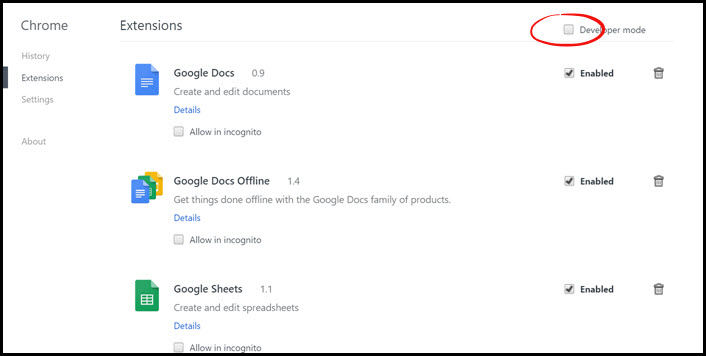 Chrome
Extensions
Developer mode
History
Extensions
Settings
About
Google Docs 0.9
Enabled
Create and edit documents
Details
Allow in incognito
Google Docs Offline 1.4
Enabled
Get things done offline with the Google Docs family of products.
Details
Allow in incognito
Google Sheets 1.1
Enabled
Create and edit spreadsheets
Details
Allow in incognito